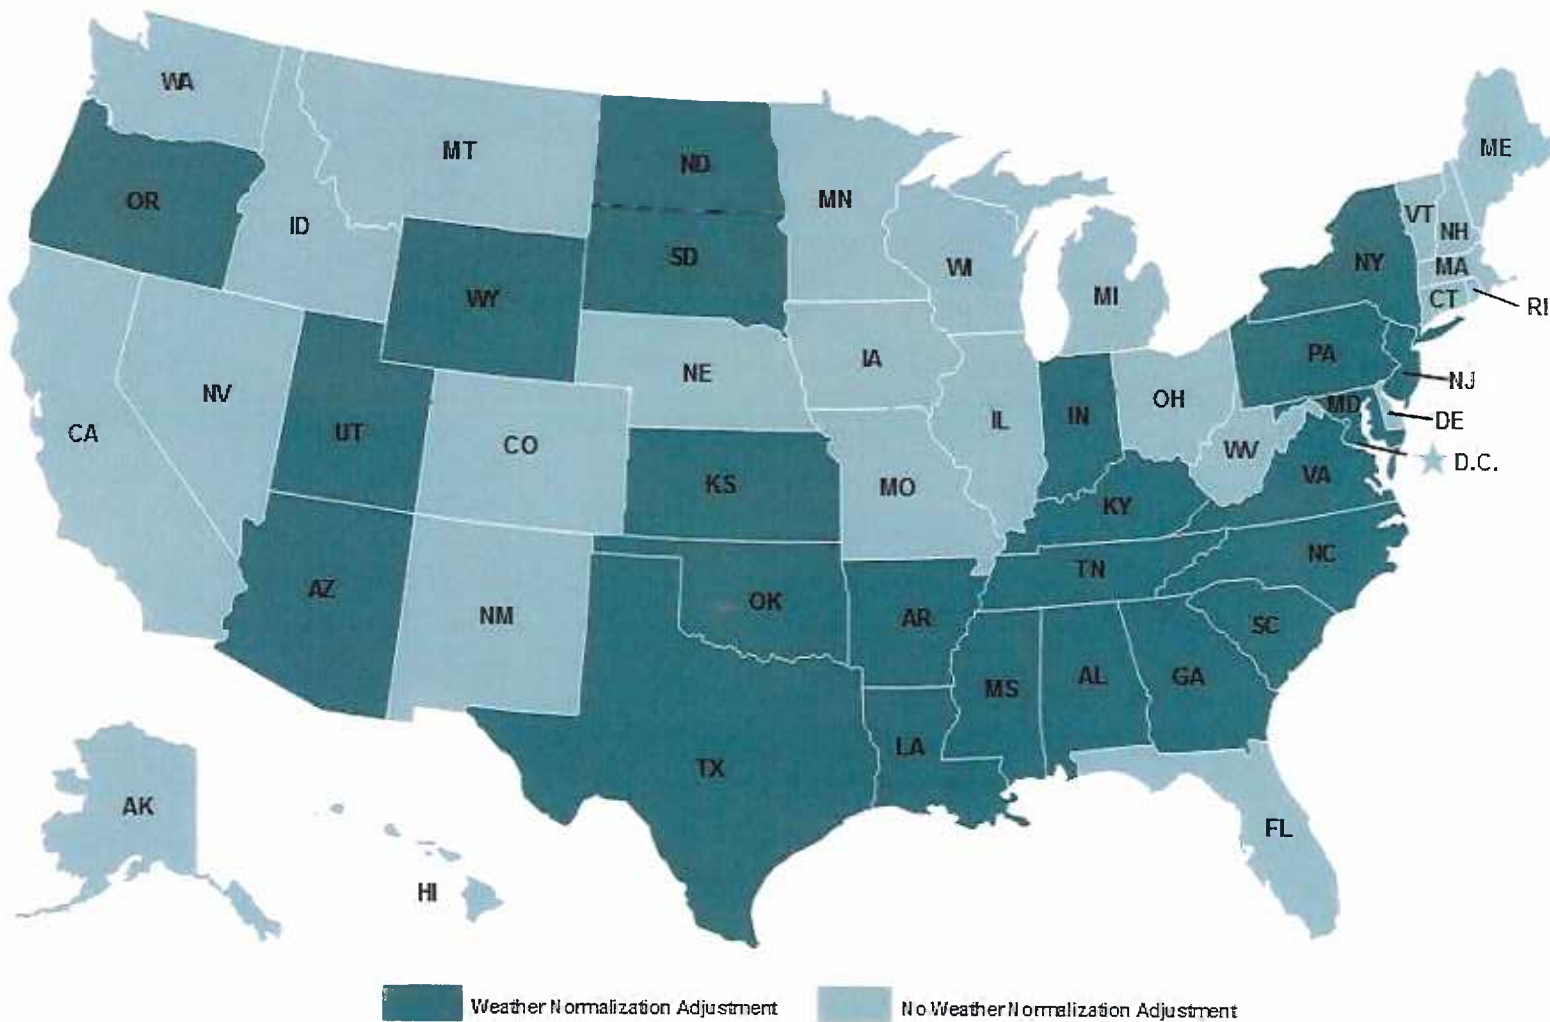 WA
MT
ND
MN
ME
OR
ID
SD
WI
VT
NH
NY
MA
WY
MI
CT
RI
IA
PA
NE
NJ
NV
UT
CO
IL
IN
OH
MD
DE
CA
KS
MO
WV
D.C.
VA
KY
NC
AZ
NM
OK
AR
TN
SC
MS
AL
GA
LA
TX
AK
HI
FL
Weather Normalization Adjustment
No Weather Normalization Adjustment